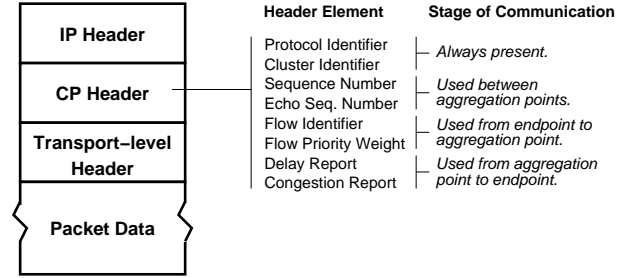 IP Header
CP Header
Transport–level
Header
Packet Data
Header Element
Stage of Communication
Protocol Identifier
Cluster Identifier
Always present.
Sequence Number
Echo Seq. Number
Used between
aggregation points.
Flow Identifier
Flow Priority Weight
Used from endpoint to
aggregation point.
Delay Report
Congestion Report
Used from aggregation
point to endpoint.